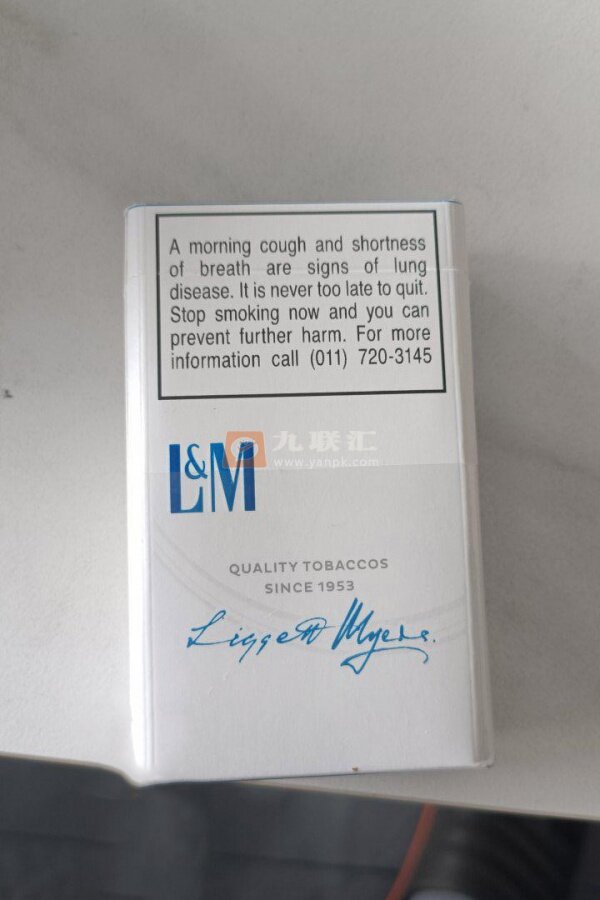 A morning cough and shortness
of breath are signs of lung
disease. It is never too late to quit.
Stop smoking now and you can
prevent further harm. For more
information call (011) 720-3145
九联汇
www.yanpk.com
L&M
QUALITY TOBACCOS
SINCE 1953
Liggett Myers.